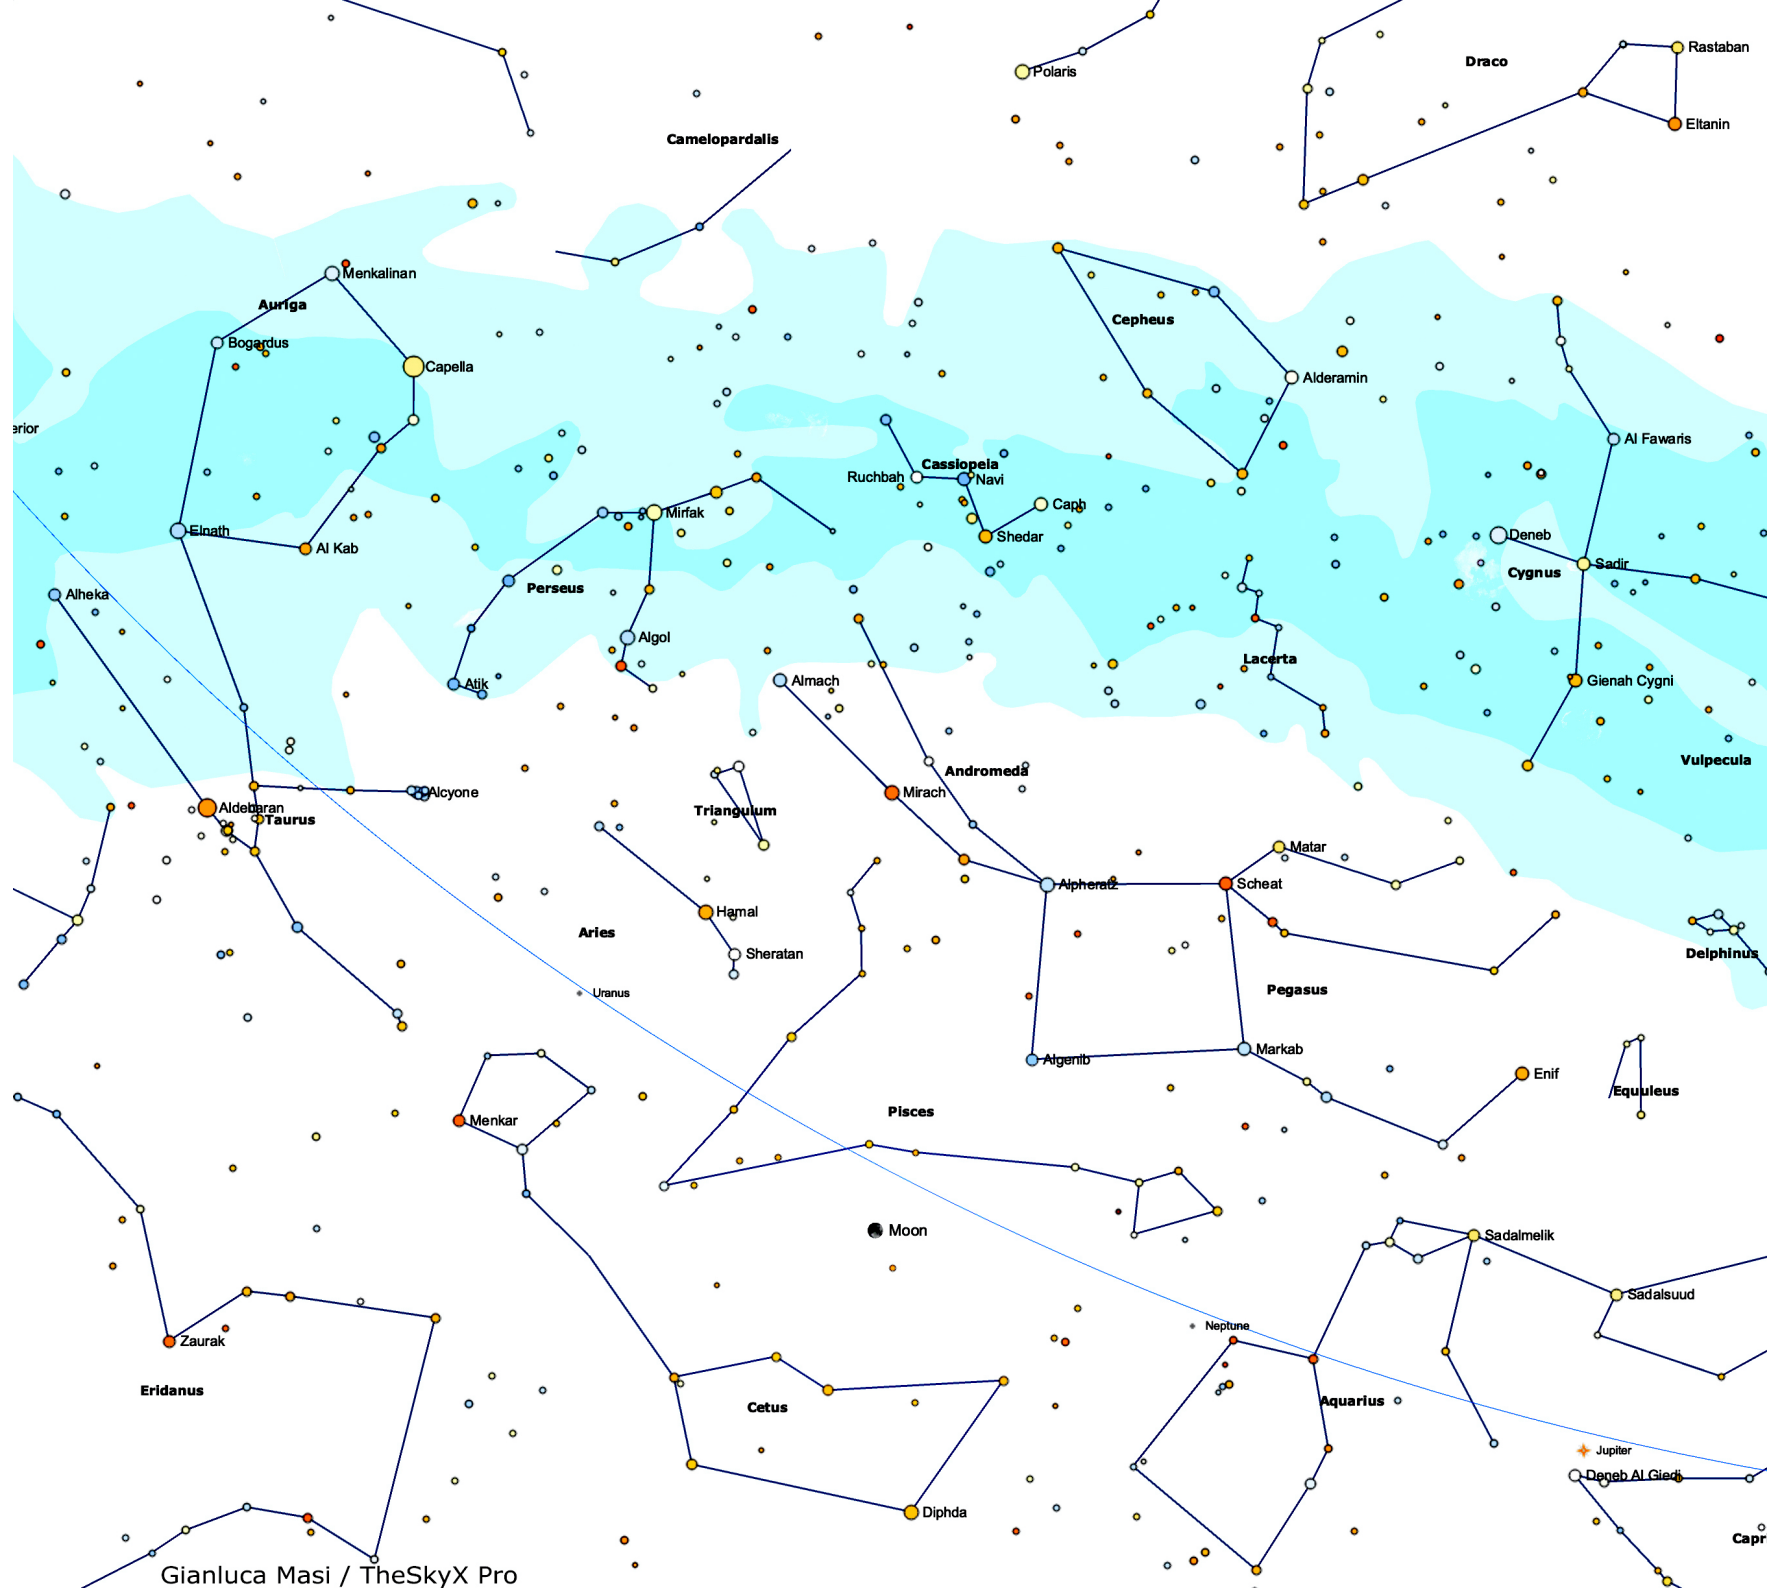 Rastaban
Draco
Polaris
Eltanin
Camelopardalis
Menkalinan
Auriga
Cepheus
Bogardus
Capella
Alderamin
erior
Al Fawaris
Cassiopeia
Ruchbah
Navi
Caph
Mirfak
Elnath
Shedar
Deneb
Al Kab
Sadir
Cygnus
Perseus
Alheka
Algol
Lacerta
Atik
Almach
Gienah Cygni
Vulpecula
Andromeda
Alcyone
Mirach
Aldebaran
Triangulum
Taurus
Matar
Alpheratz
Scheat
Hamal
Aries
Sheratan
Delphinus
Uranus
Pegasus
Algenib
Markab
Enif
Equuleus
Pisces
Menkar
Moon
Sadalmelik
Sadalsuud
Neptune
Zaurak
Eridanus
Cetus
Aquarius
Jupiter
Deneb Al Giedi
Diphda
Capr
Gianluca Masi / TheSkyX Pro